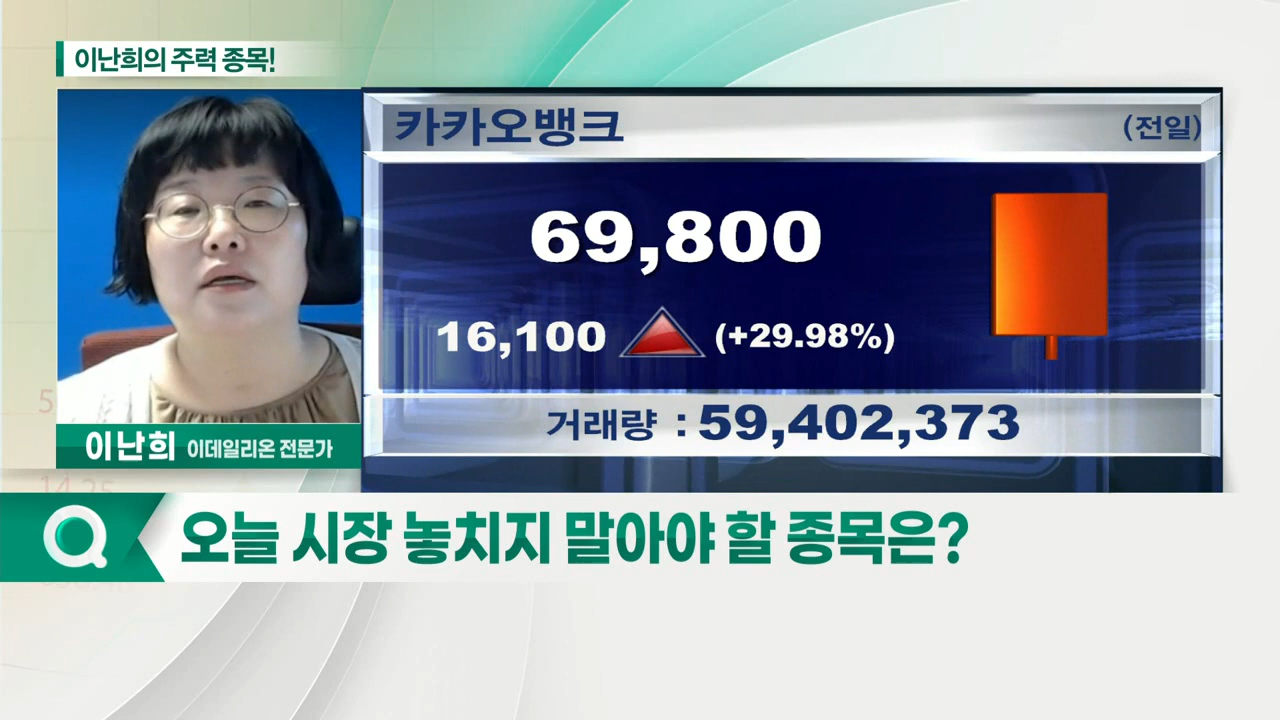 이난희의 주력 종목!
카카오뱅크 (전일)
69,800
16,100 (+29.98%)
거래량 : 59,402,373
이난희 이데일리온 전문가
오늘 시장 놓치지 말아야 할 종목은?